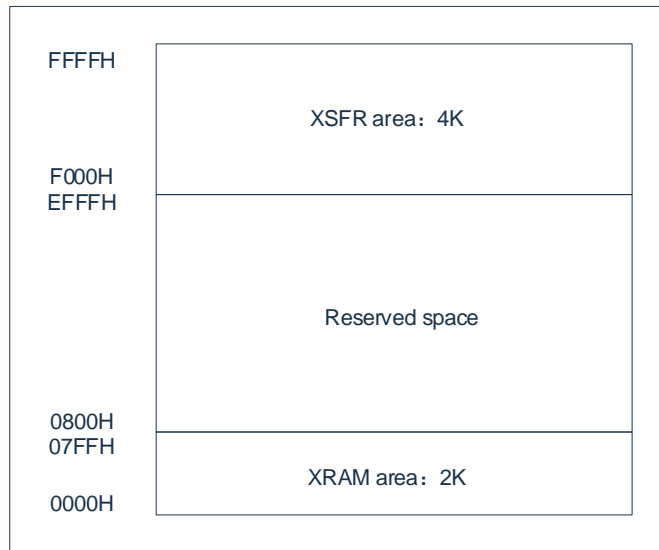 FFFFH
XSFR area：4K
F000H
EFFFH
Reserved space
0800H
07FFH
XRAM area：2K
0000H